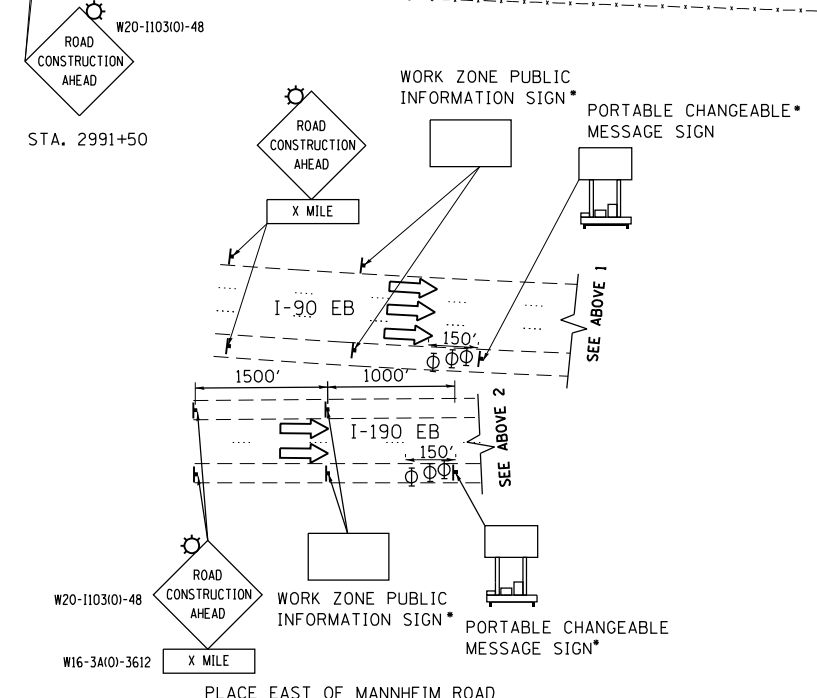 W20-I103(O)-48
ROAD
CONSTRUCTION
AHEAD
STA. 2991+50
ROAD
CONSTRUCTION
AHEAD
X MILE
WORK ZONE PUBLIC
INFORMATION SIGN*
PORTABLE CHANGEABLE*
MESSAGE SIGN
I-90 EB
150'
SEE ABOVE 1
1500'
1000'
I-190 EB
150'
SEE ABOVE 2
W20-I103(O)-48
ROAD
CONSTRUCTION
AHEAD
W16-3A(O)-3612
X MILE
WORK ZONE PUBLIC
INFORMATION SIGN*
PORTABLE CHANGEABLE
MESSAGE SIGN*
PLACE EAST OF MANNHEIM ROAD